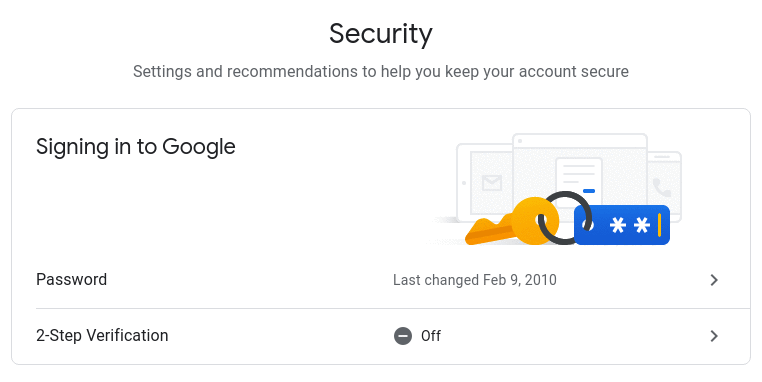 Security
Settings and recommendations to help you keep your account secure
Signing in to Google
Password
Last changed Feb 9, 2010
2-Step Verification
Off